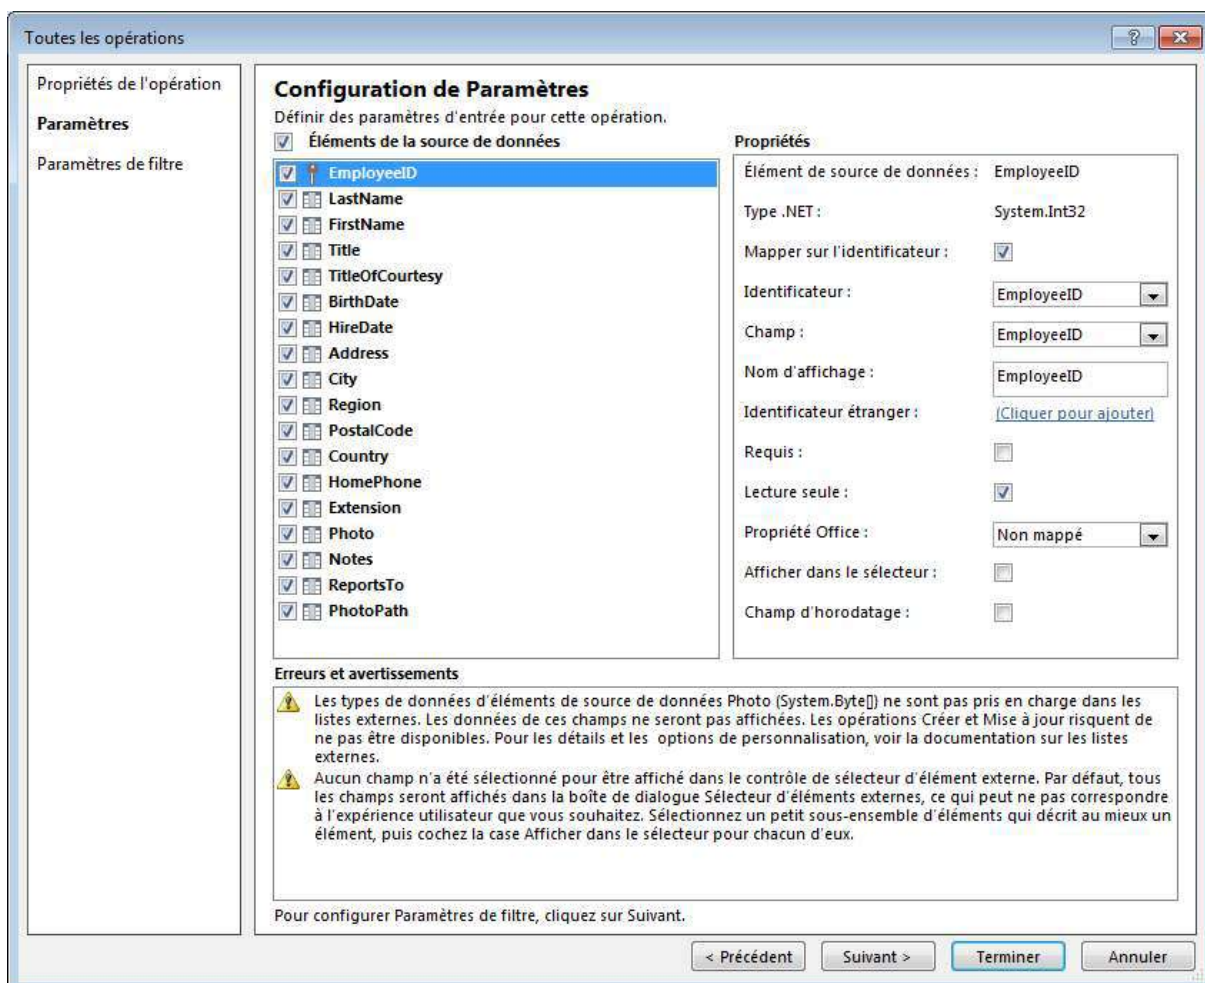 Toutes les opérations
Propriétés de l'opération
Paramètres
Paramètres de filtre
Configuration de Paramètres
Définir des paramètres d'entrée pour cette opération.
Éléments de la source de données
EmployeeID
LastName
FirstName
Title
TitleOfCourtesy
BirthDate
HireDate
Address
City
Region
PostalCode
Country
HomePhone
Extension
Photo
Notes
ReportsTo
PhotoPath
Propriétés
Élément de source de données : EmployeeID
Type .NET : System.Int32
Mapper sur l'identificateur :
Identificateur : EmployeeID
Champ : EmployeeID
Nom d'affichage : EmployeeID
Identificateur étranger : (Cliquer pour ajouter)
Requis :
Lecture seule :
Propriété Office : Non mappé
Afficher dans le sélecteur :
Champ d'horodatage :
Erreurs et avertissements
Les types de données d'éléments de source de données Photo (System.Byte[]) ne sont pas pris en charge dans les
listes externes. Les données de ces champs ne seront pas affichées. Les opérations Créer et Mise à jour risquent de
ne pas être disponibles. Pour les détails et les options de personnalisation, voir la documentation sur les listes
externes.
Aucun champ n'a été sélectionné pour être affiché dans le contrôle de sélecteur d'élément externe. Par défaut, tous
les champs seront affichés dans la boîte de dialogue Sélecteur d'éléments externes, ce qui peut ne pas correspondre
à l'expérience utilisateur que vous souhaitez. Sélectionnez un petit sous-ensemble d'éléments qui décrit au mieux un
élément, puis cochez la case Afficher dans le sélecteur pour chacun d'eux.
Pour configurer Paramètres de filtre, cliquez sur Suivant.
< Précédent
Suivant >
Terminer
Annuler